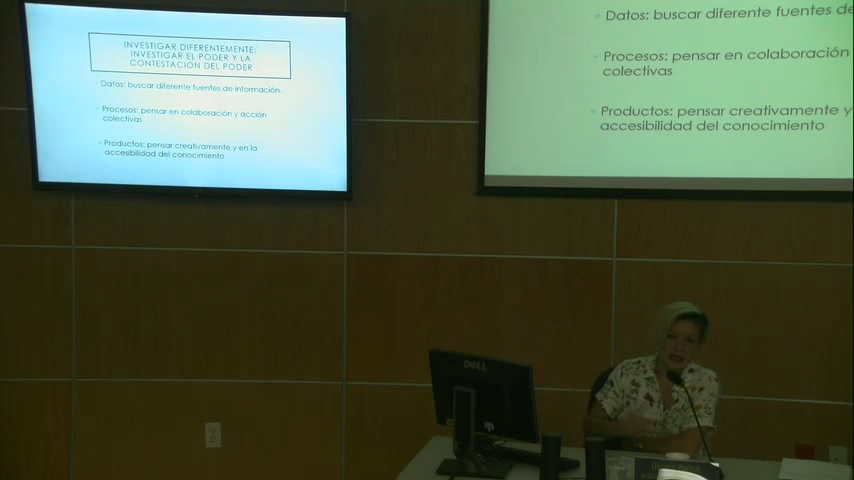 INVESTIGAR DIFERENTEMENTE:
INVESTIGAR EL PODER Y LA
CONTESTACIÓN DEL PODER
Datos: buscar diferente fuentes de información.
Procesos: pensar en colaboración y acción
colectivas
Productos: pensar creativamente y en la
accesibilidad del conocimiento
Datos: buscar diferente fuentes de
Procesos: pensar en colaboración
colectivas
Productos: pensar creativamente y
accesibilidad del conocimiento
DELL